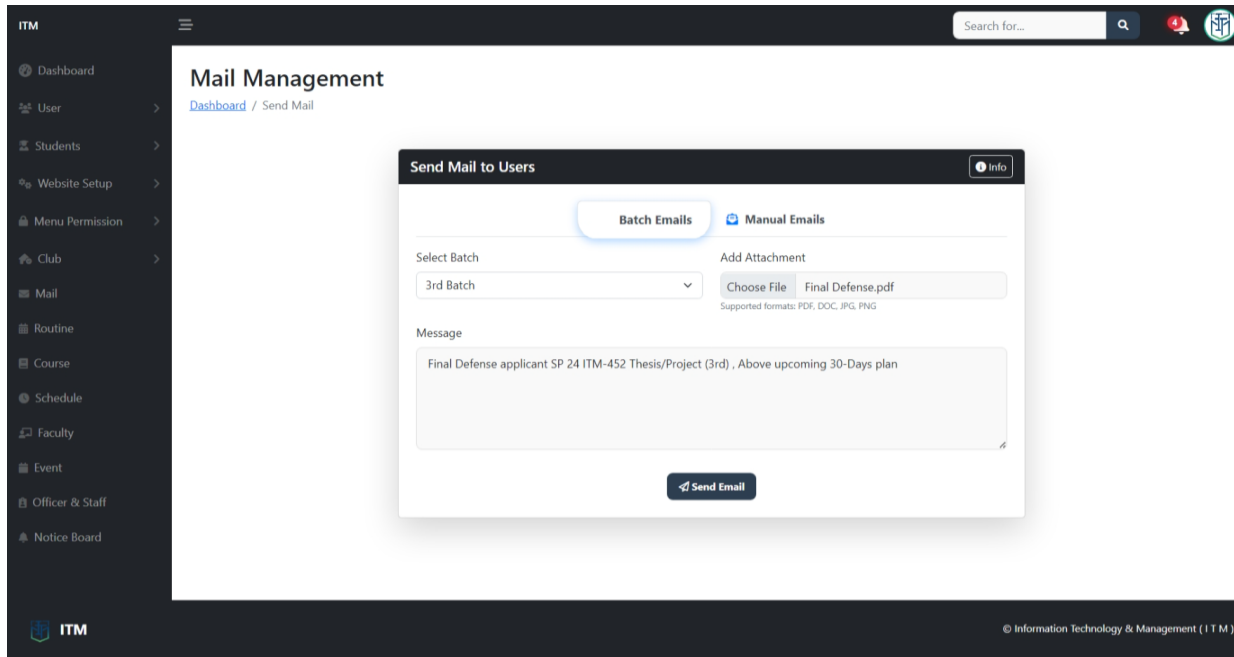 ITM
Search for...
4
Dashboard
User
Students
Website Setup
Menu Permission
Club
Mail
Routine
Course
Schedule
Faculty
Event
Officer & Staff
Notice Board
Mail Management
Dashboard / Send Mail
Send Mail to Users
Info
Batch Emails
Manual Emails
Select Batch
3rd Batch
Add Attachment
Choose File Final Defense.pdf
Supported formats: PDF, DOC, JPG, PNG
Message
Final Defense applicant SP 24 ITM-452 Thesis/Project (3rd) , Above upcoming 30-Days plan
Send Email
ITM
© Information Technology & Management ( I T M )